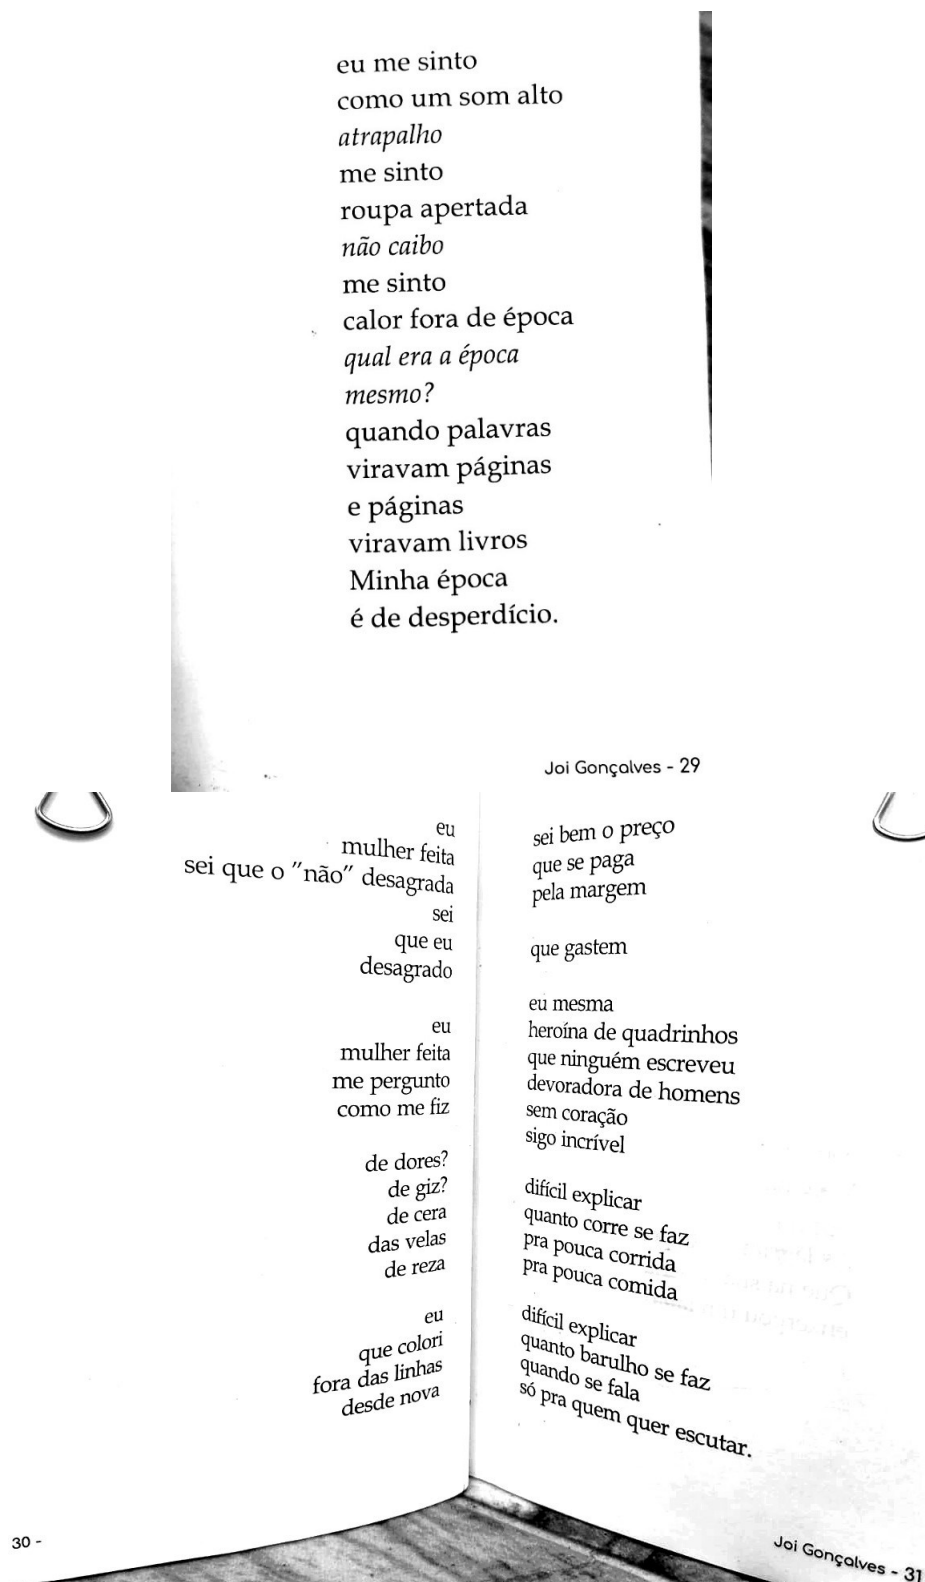 eu me sinto
como um som alto
atrapalho
me sinto
roupa apertada
não caibo
me sinto
calor fora de época
qual era a época
mesmo?
quando palavras
viravam páginas
e páginas
viravam livros
Minha época
é de desperdício.
Joi Gonçalves - 29
eu
mulher feita
sei que o "não" desagrada
sei
que eu
desagrado
eu
mulher feita
me pergunto
como me fiz
de dores?
de giz?
de cera
das velas
de reza
eu
que colori
fora das linhas
desde nova
30 -
sei bem o preço
que se paga
pela margem
que gastem
eu mesma
heroína de quadrinhos
que ninguém escreveu
devoradora de homens
sem coração
sigo incrível
difícil explicar
quanto corre se faz
pra pouca corrida
pra pouca comida
difícil explicar
quanto barulho se faz
quando se fala
só pra quem quer escutar.
Joi Gonçalves - 31